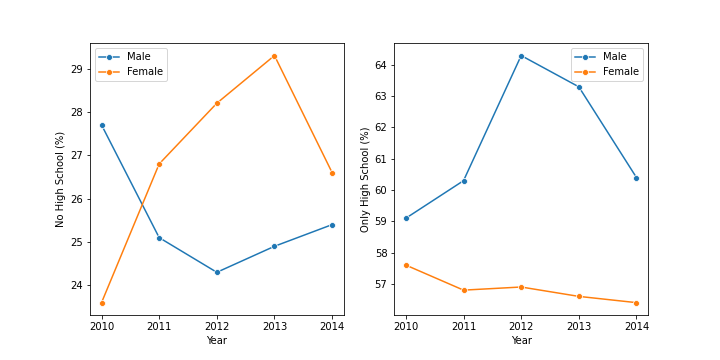 Male
Female
29
28
27
26
25
24
No High School (%)
2010 2011 2012 2013 2014
Year
Male
Female
64
63
62
61
60
59
58
57
Only High School (%)
2010 2011 2012 2013 2014
Year